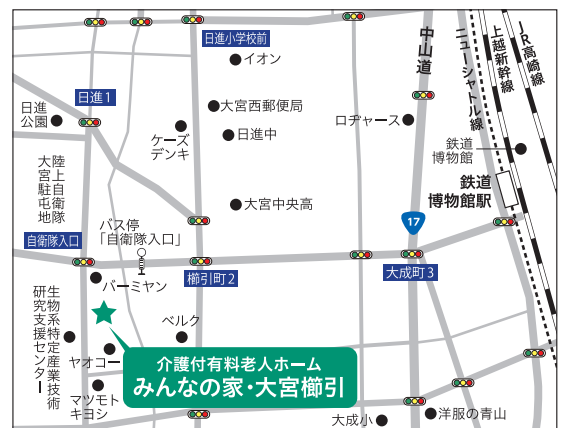 日進小学校前
イオン
中山道
ニューシャトル線
上越新幹線
JR高崎線
日進1
日進
公園
大宮西郵便局
ケーズ
デンキ
日進中
ロヂャース
鉄道
博物館
鉄道
博物館駅
陸上自衛隊
大宮駐屯地
大宮中央高
バス停
「自衛隊入口」
17
自衛隊入口
櫛引町2
大成町3
バーミヤン
生物系特定産業技術
研究支援センター
ベルク
ヤオコー
介護付有料老人ホーム
みんなの家・大宮櫛引
マツモト
キヨシ
大成小
洋服の青山